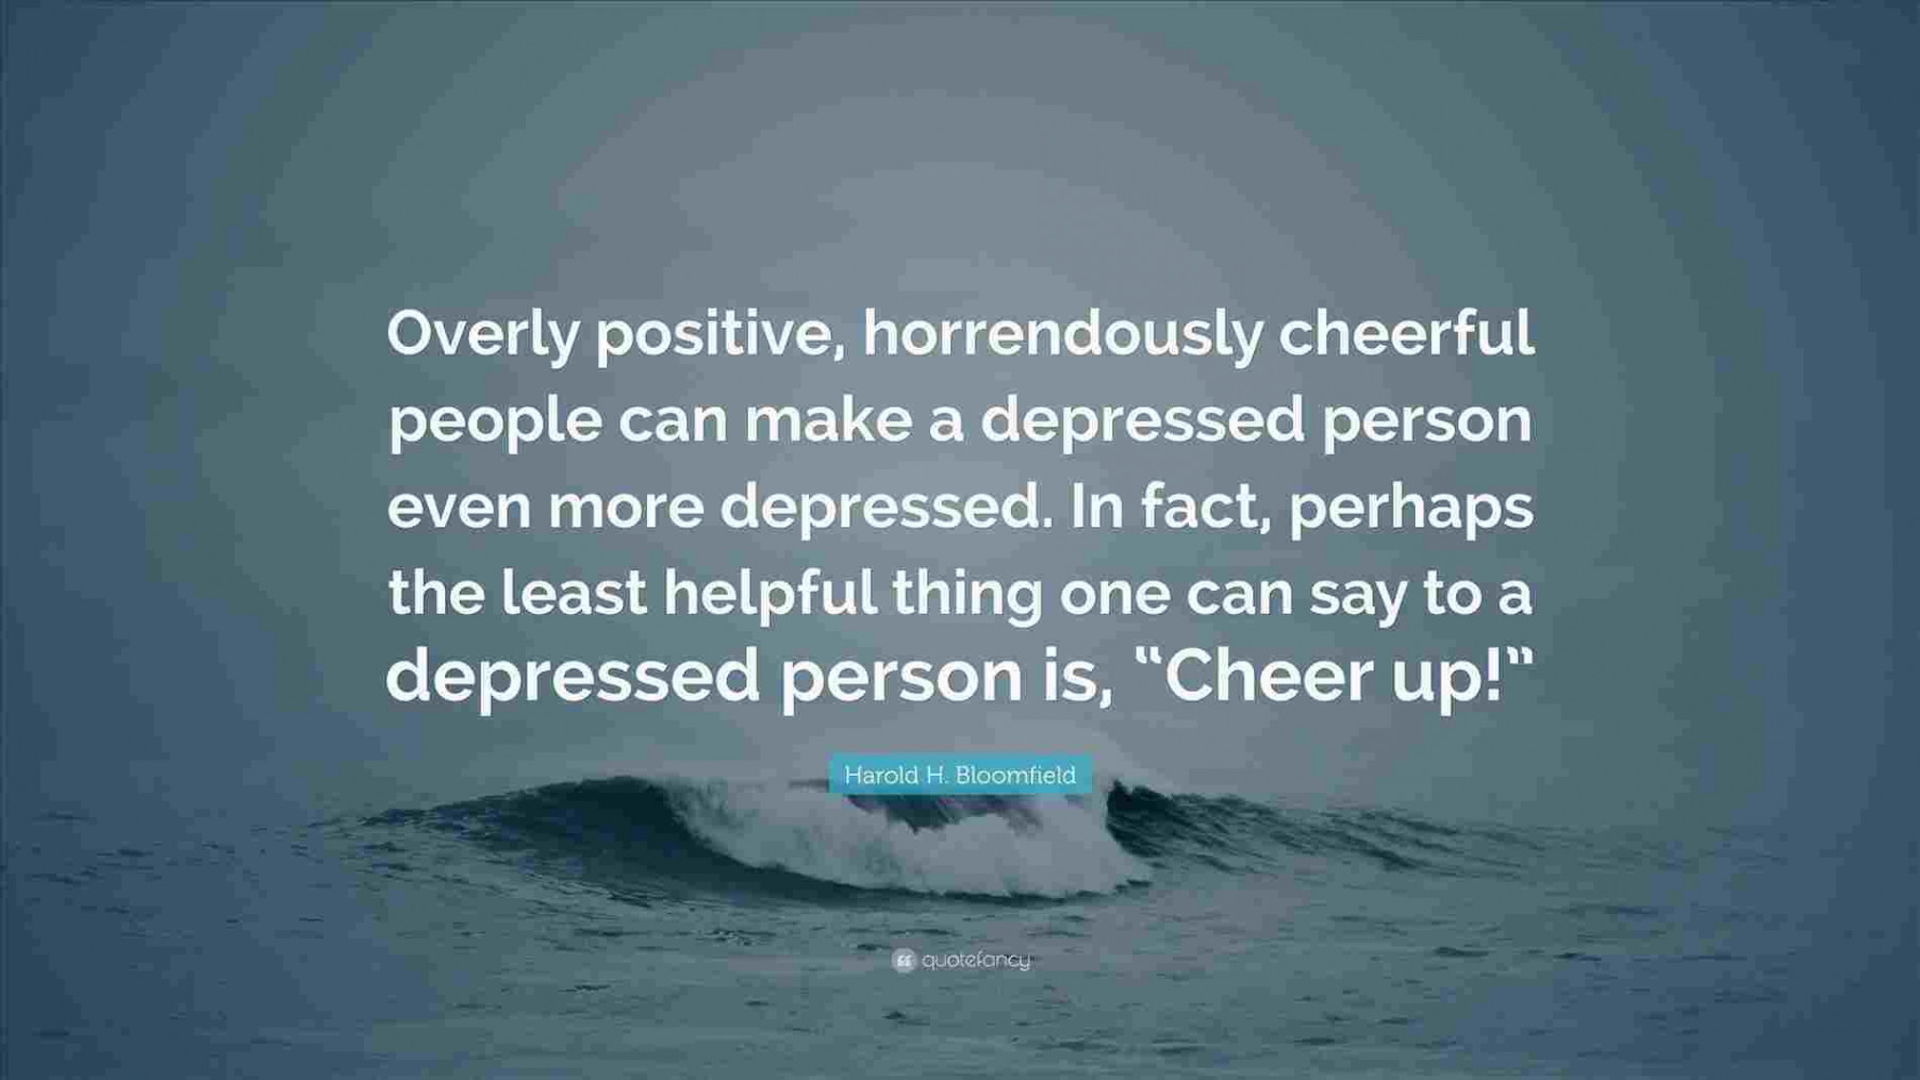 Overly positive, horrendously cheerful
people can make a depressed person
even more depressed. In fact, perhaps
the least helpful thing one can say to a
depressed person is, “Cheer up!”
Harold H. Bloomfield
quotefancy